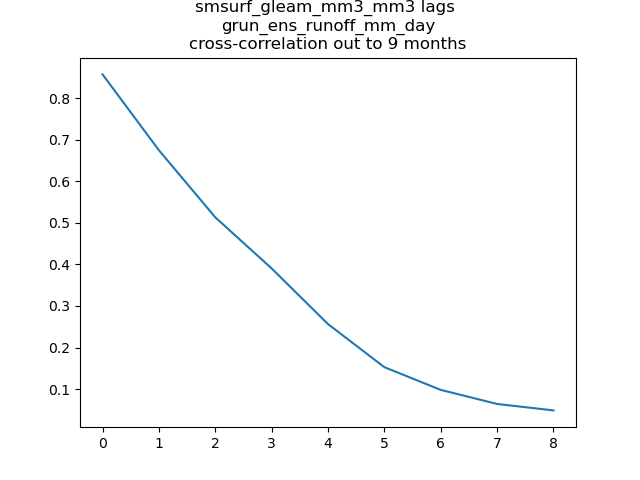 smsurf_gleam_mm3_mm3 lags
grun_ens_runoff_mm_day
cross-correlation out to 9 months
0.8
0.7
0.6
0.5
0.4
0.3
0.2
0.1
0 1 2 3 4 5 6 7 8